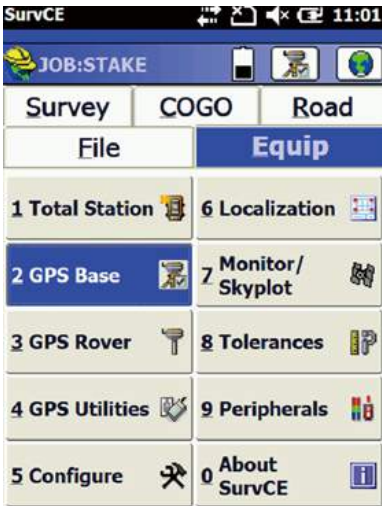 SurvCE 11:01
JOB:STAKE
Survey COGO Road
File Equip
1 Total Station 6 Localization
2 GPS Base 7 Monitor/
Skyplot
3 GPS Rover 8 Tolerances
4 GPS Utilities 9 Peripherals
5 Configure 0 About
SurvCE